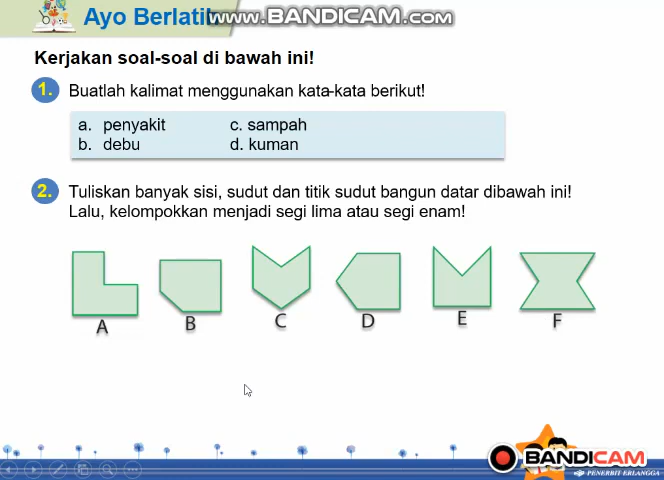 Ayo Berlatih
www.BANDICAM.com
Kerjakan soal-soal di bawah ini!
1. Buatlah kalimat menggunakan kata-kata berikut!
a. penyakit c. sampah
b. debu d. kuman
2. Tuliskan banyak sisi, sudut dan titik sudut bangun datar dibawah ini!
Lalu, kelompokkan menjadi segi lima atau segi enam!
A B C D E F
BANDICAM
PENERBIT ERLANGGA